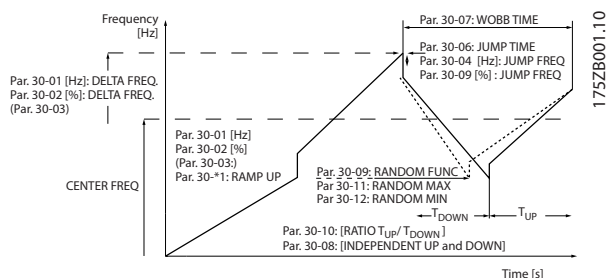 Frequency
[Hz]
Par. 30-07: WOBB TIME
Par. 30-06: JUMP TIME
Par. 30-04 [Hz]: JUMP FREQ
Par. 30-09 [%] : JUMP FREQ
175ZB001.10
Par. 30-01 [Hz]: DELTA FREQ.
Par. 30-02 [%]: DELTA FREQ.
(Par. 30-03)
Par. 30-01 [Hz]
Par. 30-02 [%]
(Par. 30-03:)
Par. 30-*1: RAMP UP
CENTER FREQ
Par. 30-09: RANDOM FUNC
Par 30-11: RANDOM MAX
Par 30-12: RANDOM MIN
TDOWN
TUP
Par. 30-10: [RATIO TUP/ TDOWN ]
Par. 30-08: [INDEPENDENT UP and DOWN]
Time [s]